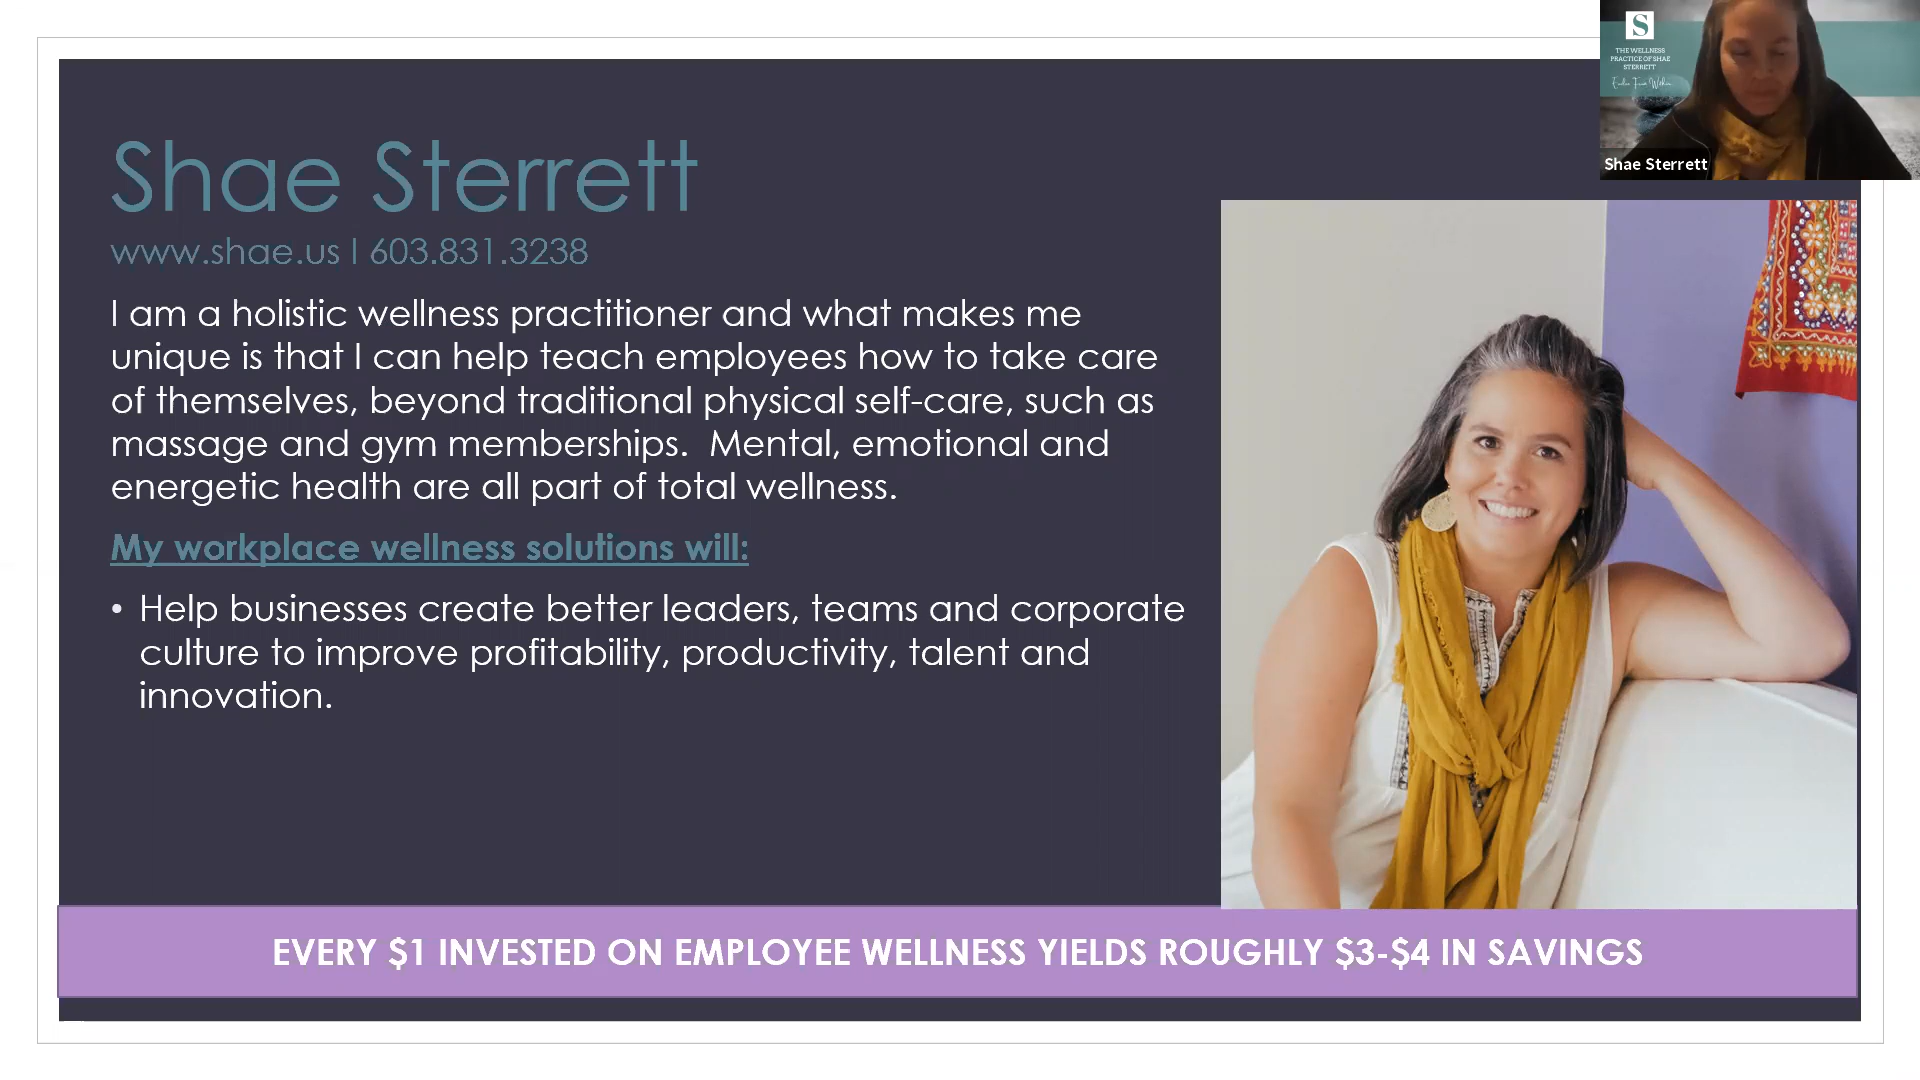 Shae Sterrett
www.shae.us | 603.831.3238
I am a holistic wellness practitioner and what makes me
unique is that I can help teach employees how to take care
of themselves, beyond traditional physical self-care, such as
massage and gym memberships.  Mental, emotional and
energetic health are all part of total wellness.
My workplace wellness solutions will:
• Help businesses create better leaders, teams and corporate
culture to improve profitability, productivity, talent and
innovation.
EVERY $1 INVESTED ON EMPLOYEE WELLNESS YIELDS ROUGHLY $3-$4 IN SAVINGS
S
THE WELLNESS
PRACTICE OF SHAE
STERRETT
Shae Sterrett